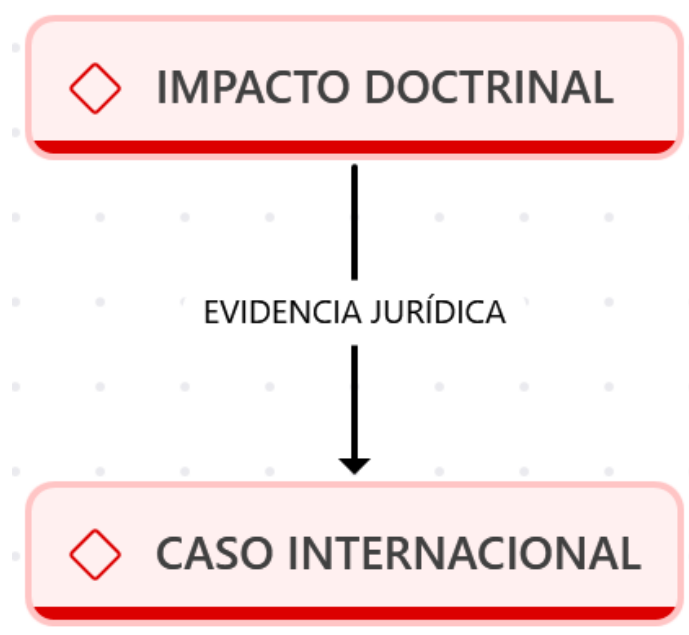 IMPACTO DOCTRINAL
EVIDENCIA JURÍDICA
CASO INTERNACIONAL